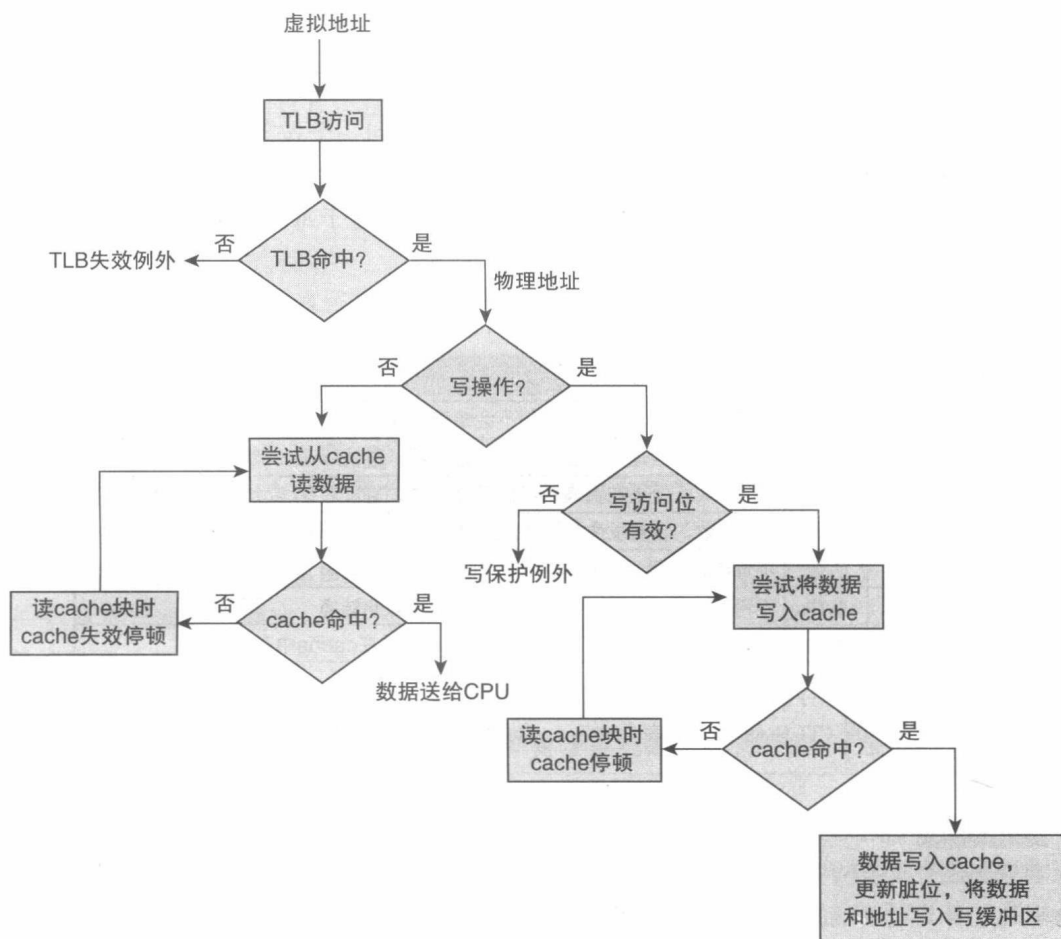 虚拟地址
TLB访问
否
TLB命中?
是
TLB失效例外
物理地址
否
写操作?
是
尝试从cache
读数据
否
写访问位
有效?
是
写保护例外
尝试将数据
写入cache
读cache块时
cache失效停顿
否
cache命中?
是
数据送给CPU
读cache块时
cache停顿
否
cache命中?
是
数据写入cache，
更新脏位，将数据
和地址写入写缓冲区